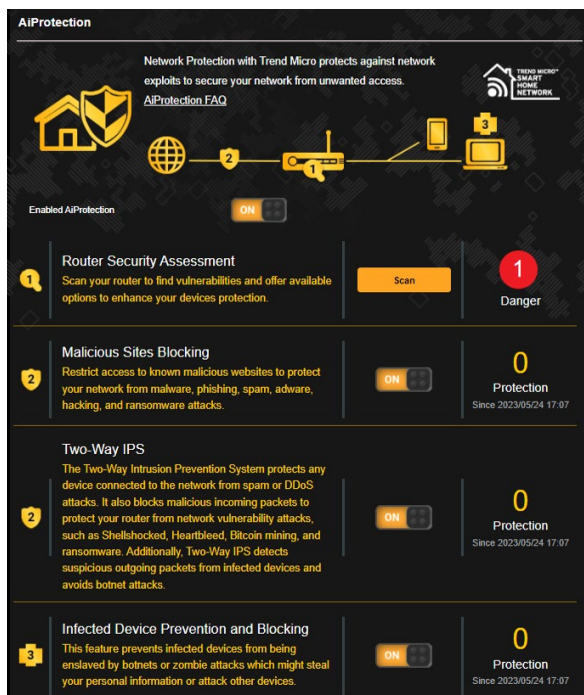 AiProtection
Network Protection with Trend Micro protects against network
exploits to secure your network from unwanted access.
AiProtection FAQ
TREND MICRO™
SMART
HOME
NETWORK
3
2
1
Enabled AiProtection
ON
1
Router Security Assessment
Scan your router to find vulnerabilities and offer available
options to enhance your devices protection.
Scan
1
Danger
2
Malicious Sites Blocking
Restrict access to known malicious websites to protect
your network from malware, phishing, spam, adware,
hacking, and ransomware attacks.
ON
0
Protection
Since 2023/05/24 17:07
2
Two-Way IPS
The Two-Way Intrusion Prevention System protects any
device connected to the network from spam or DDoS
attacks. It also blocks malicious incoming packets to
protect your router from network vulnerability attacks,
such as Shellshocked, Heartbleed, Bitcoin mining, and
ransomware. Additionally, Two-Way IPS detects
suspicious outgoing packets from infected devices and
avoids botnet attacks.
ON
0
Protection
Since 2023/05/24 17:07
3
Infected Device Prevention and Blocking
This feature prevents infected devices from being
enslaved by botnets or zombie attacks which might steal
your personal information or attack other devices.
ON
0
Protection
Since 2023/05/24 17:07